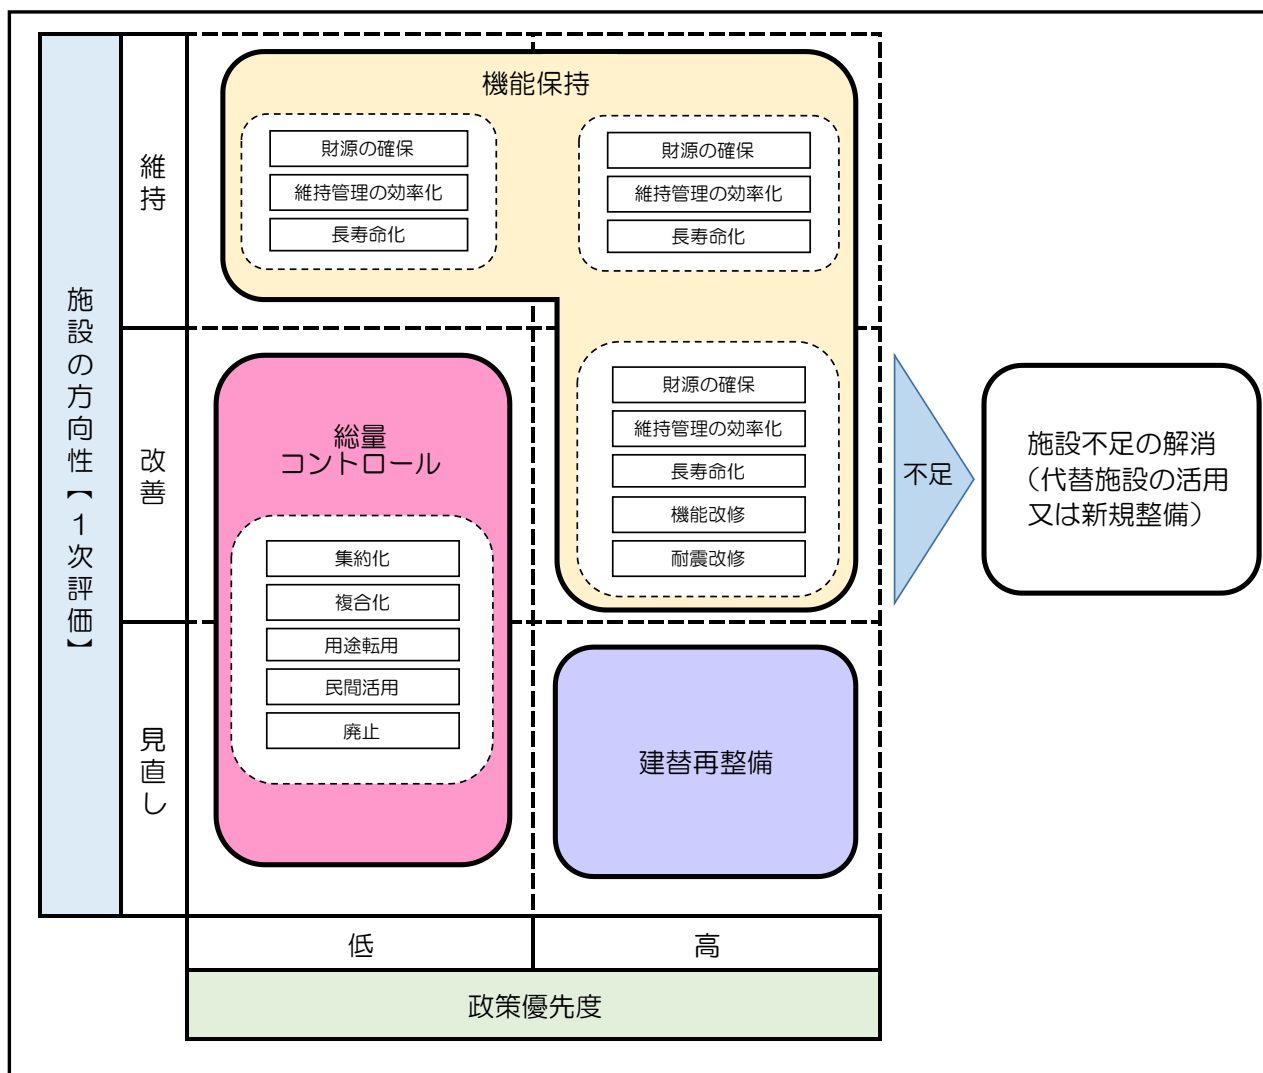 施設の方向性【１次評価】
維持
改善
見直し
機能保持
財源の確保
維持管理の効率化
長寿命化
財源の確保
維持管理の効率化
長寿命化
財源の確保
維持管理の効率化
長寿命化
機能改修
耐震改修
総量
コントロール
集約化
複合化
用途転用
民間活用
廃止
建替再整備
不足
施設不足の解消
（代替施設の活用
又は新規整備）
低
高
政策優先度